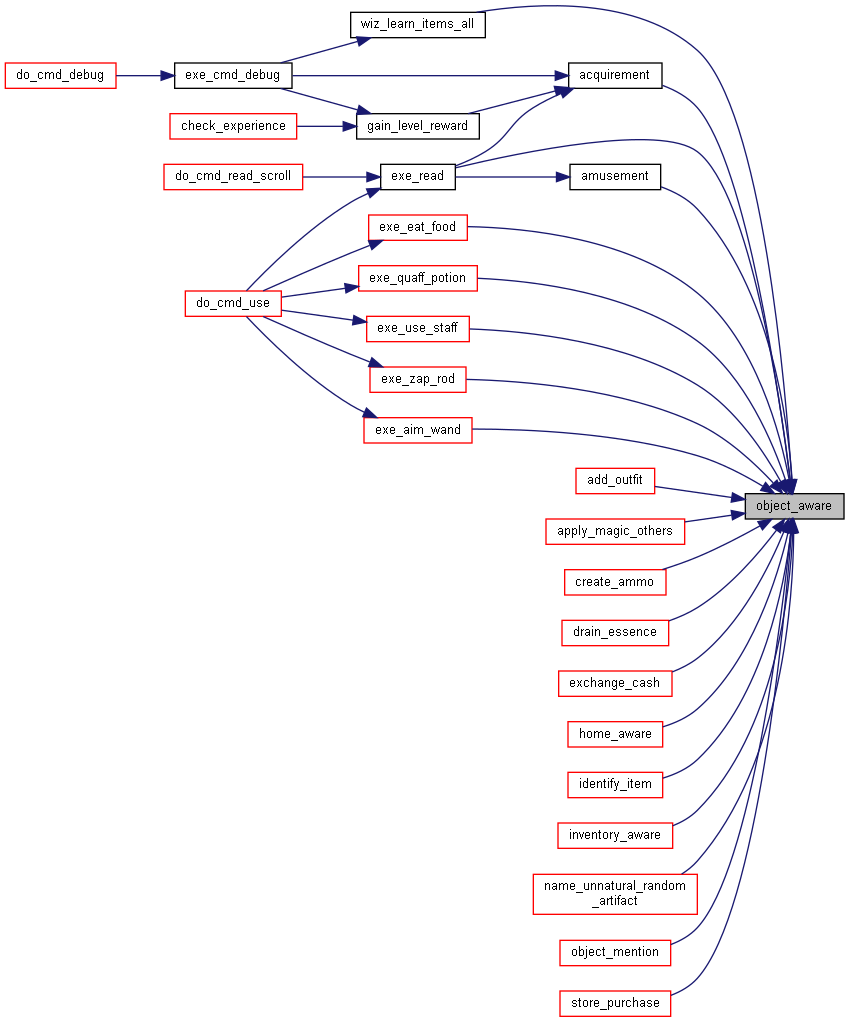 wiz_learn_items_all
do_cmd_debug
exe_cmd_debug
acquirement
check_experience
gain_level_reward
do_cmd_read_scroll
exe_read
amusement
exe_eat_food
exe_quaff_potion
do_cmd_use
exe_use_staff
exe_zap_rod
exe_aim_wand
add_outfit
object_aware
apply_magic_others
create_ammo
drain_essence
exchange_cash
home_aware
identify_item
inventory_aware
name_unnatural_random
_artifact
object_mention
store_purchase